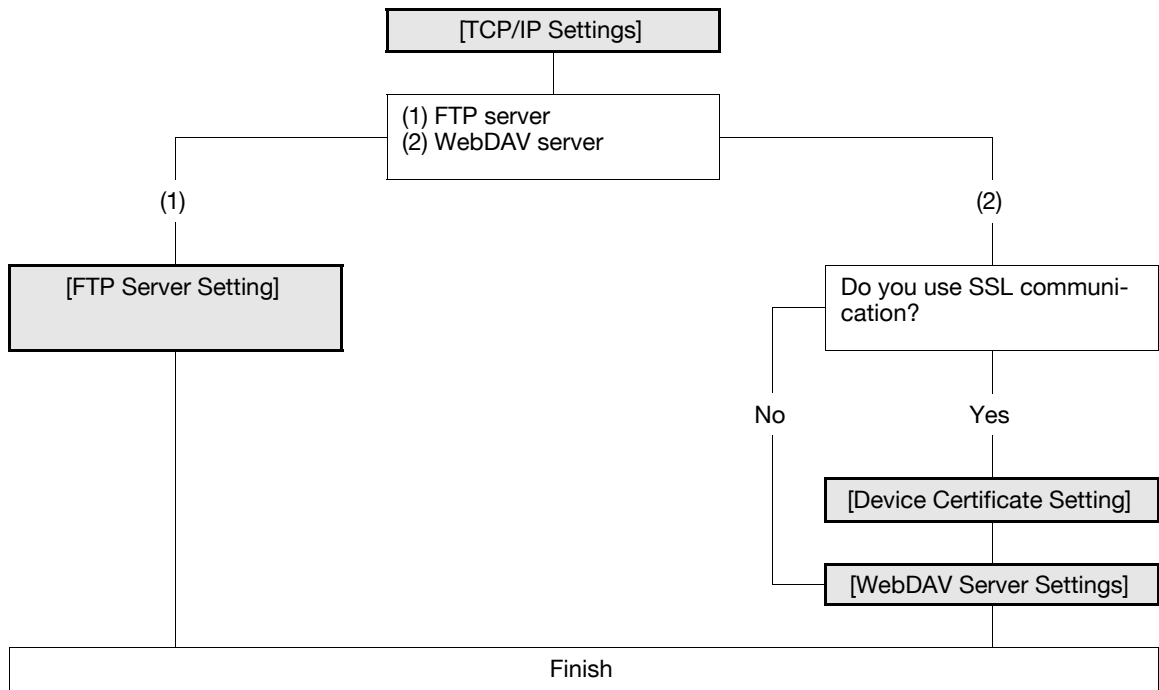 [TCP/IP Settings]
(1) FTP server
(2) WebDAV server
(1)
(2)
[FTP Server Setting]
Do you use SSL communi-
cation?
No
Yes
[Device Certificate Setting]
[WebDAV Server Settings]
Finish